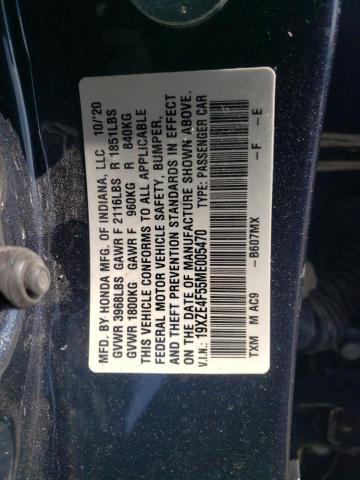 MFD. BY HONDA MFG. OF INDIANA, LLC 10/'20
GVWR 3968LBS GAWR F 2116LBS R 1851LBS
GVWR 1800KG GAWR F 960KG R 840KG
THIS VEHICLE CONFORMS TO ALL APPLICABLE
FEDERAL MOTOR VEHICLE SAFETY, BUMPER,
AND THEFT PREVENTION STANDARDS IN EFFECT
ON THE DATE OF MANUFACTURE SHOWN ABOVE.
V.I.N.: 19XZE4F55ME005470 TYPE: PASSENGER CAR
TXM M AC9 -B607MX -F -E